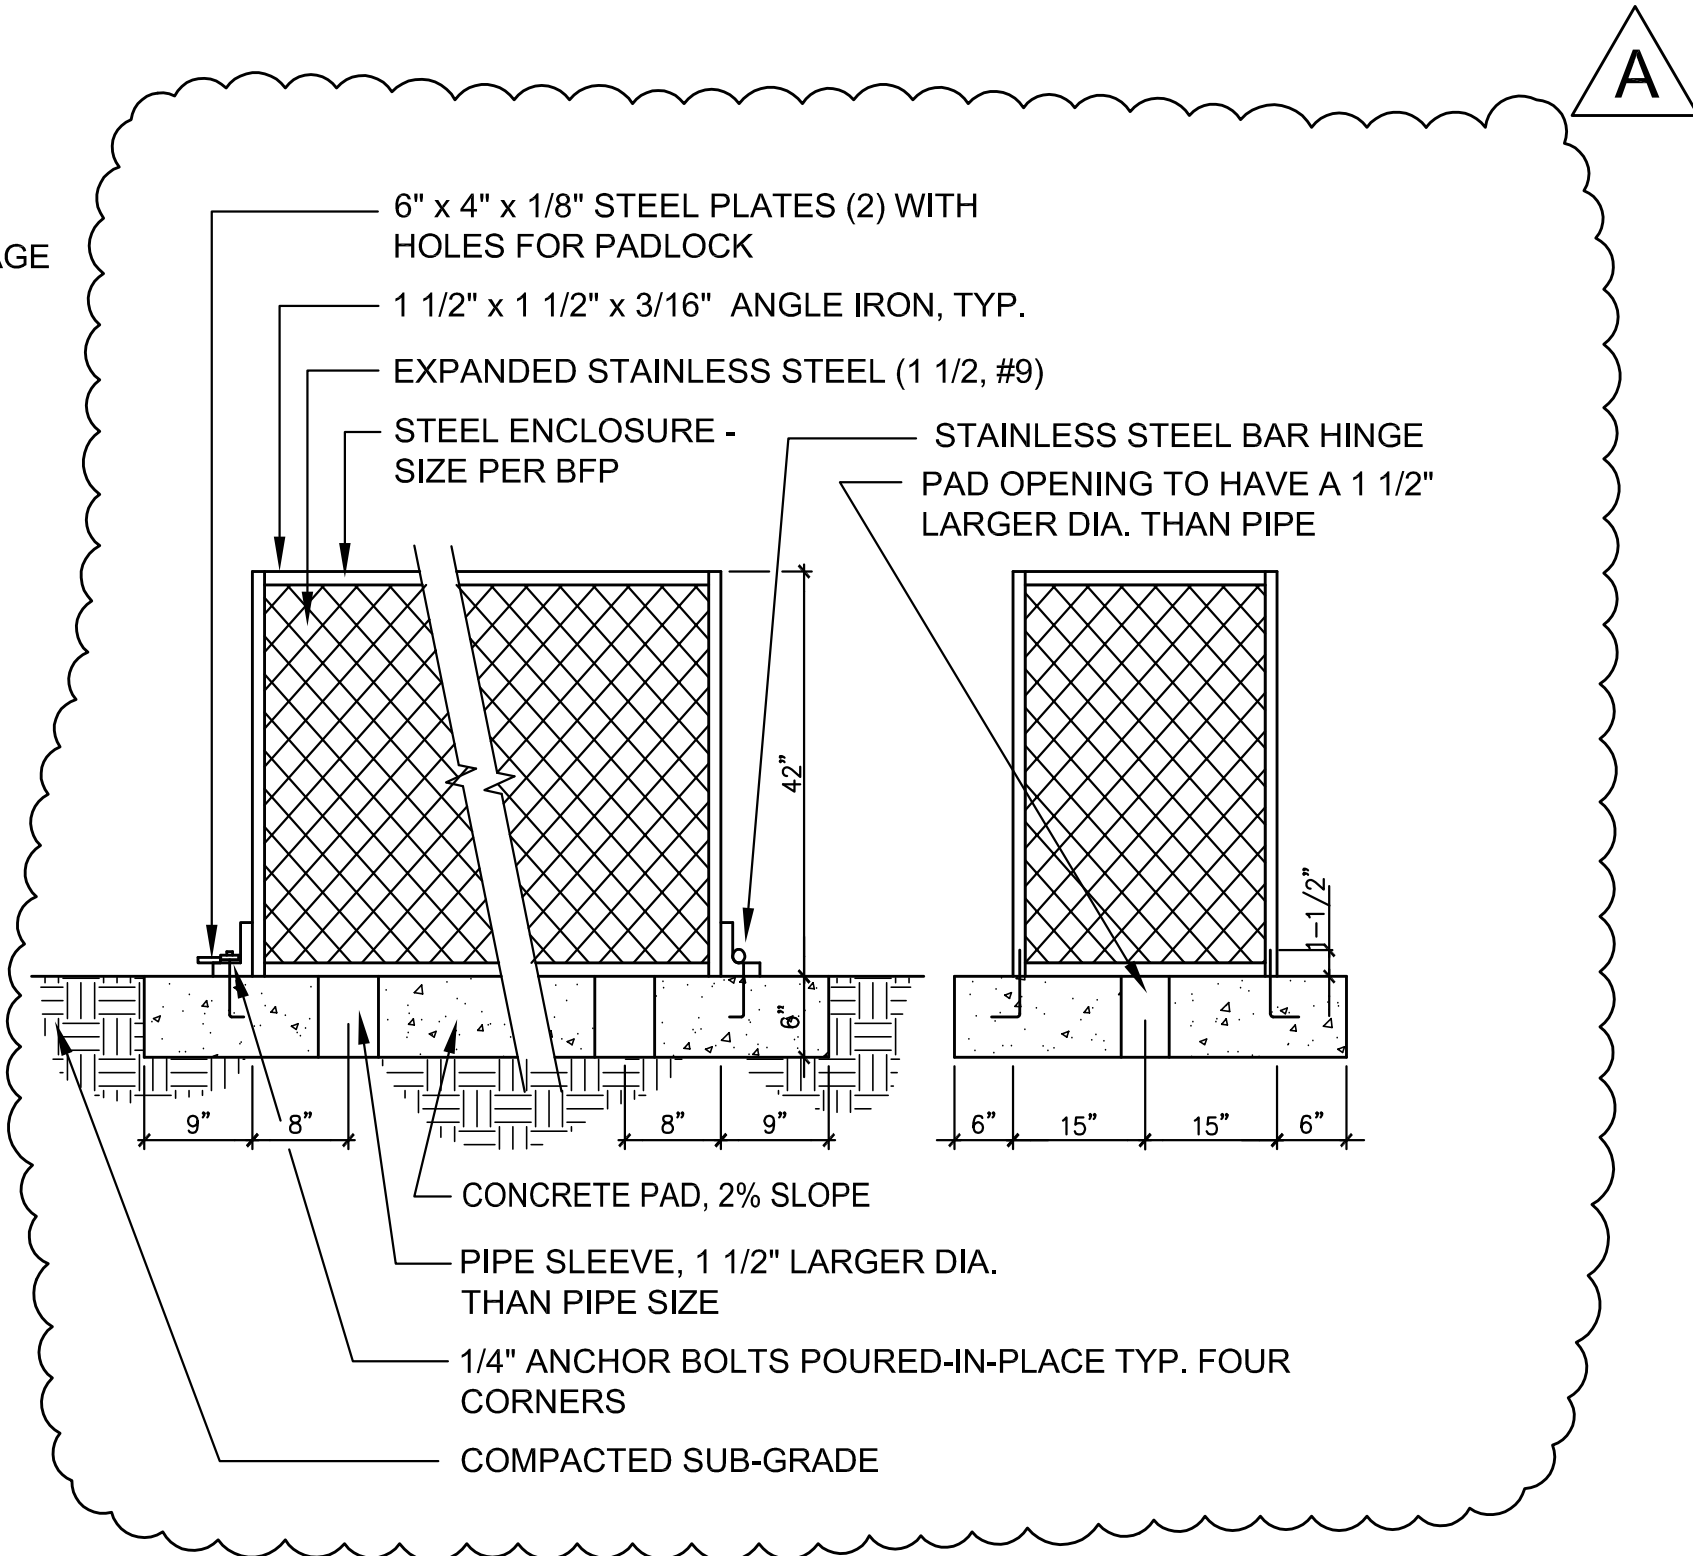 A
6" x 4" x 1/8" STEEL PLATES (2) WITH
HOLES FOR PADLOCK
1 1/2" x 1 1/2" x 3/16" ANGLE IRON, TYP.
EXPANDED STAINLESS STEEL (1 1/2, #9)
STEEL ENCLOSURE -
SIZE PER BFP
STAINLESS STEEL BAR HINGE
PAD OPENING TO HAVE A 1 1/2"
LARGER DIA. THAN PIPE
42"
1-1/2"
6"
9" 8" 8" 9" 6" 15" 15" 6"
CONCRETE PAD, 2% SLOPE
PIPE SLEEVE, 1 1/2" LARGER DIA.
THAN PIPE SIZE
1/4" ANCHOR BOLTS POURED-IN-PLACE TYP. FOUR
CORNERS
COMPACTED SUB-GRADE